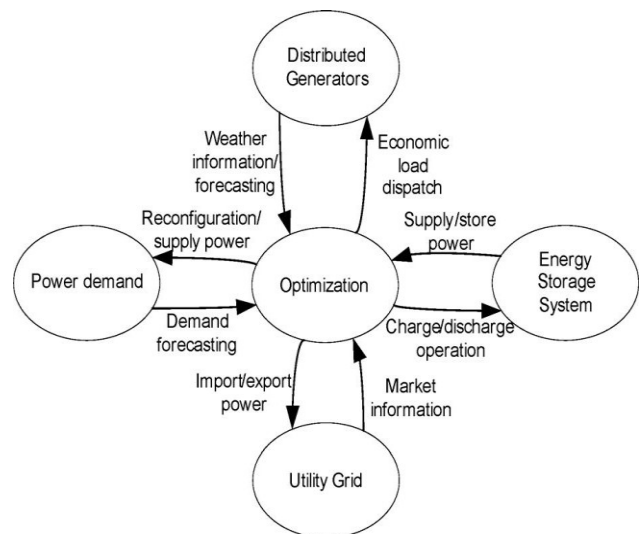 Distributed
Generators
Weather
information/
forecasting
Economic
load
dispatch
Reconfiguration/
supply power
Supply/store
power
Power demand
Optimization
Energy
Storage
System
Demand
forecasting
Charge/discharge
operation
Import/export
power
Market
information
Utility Grid